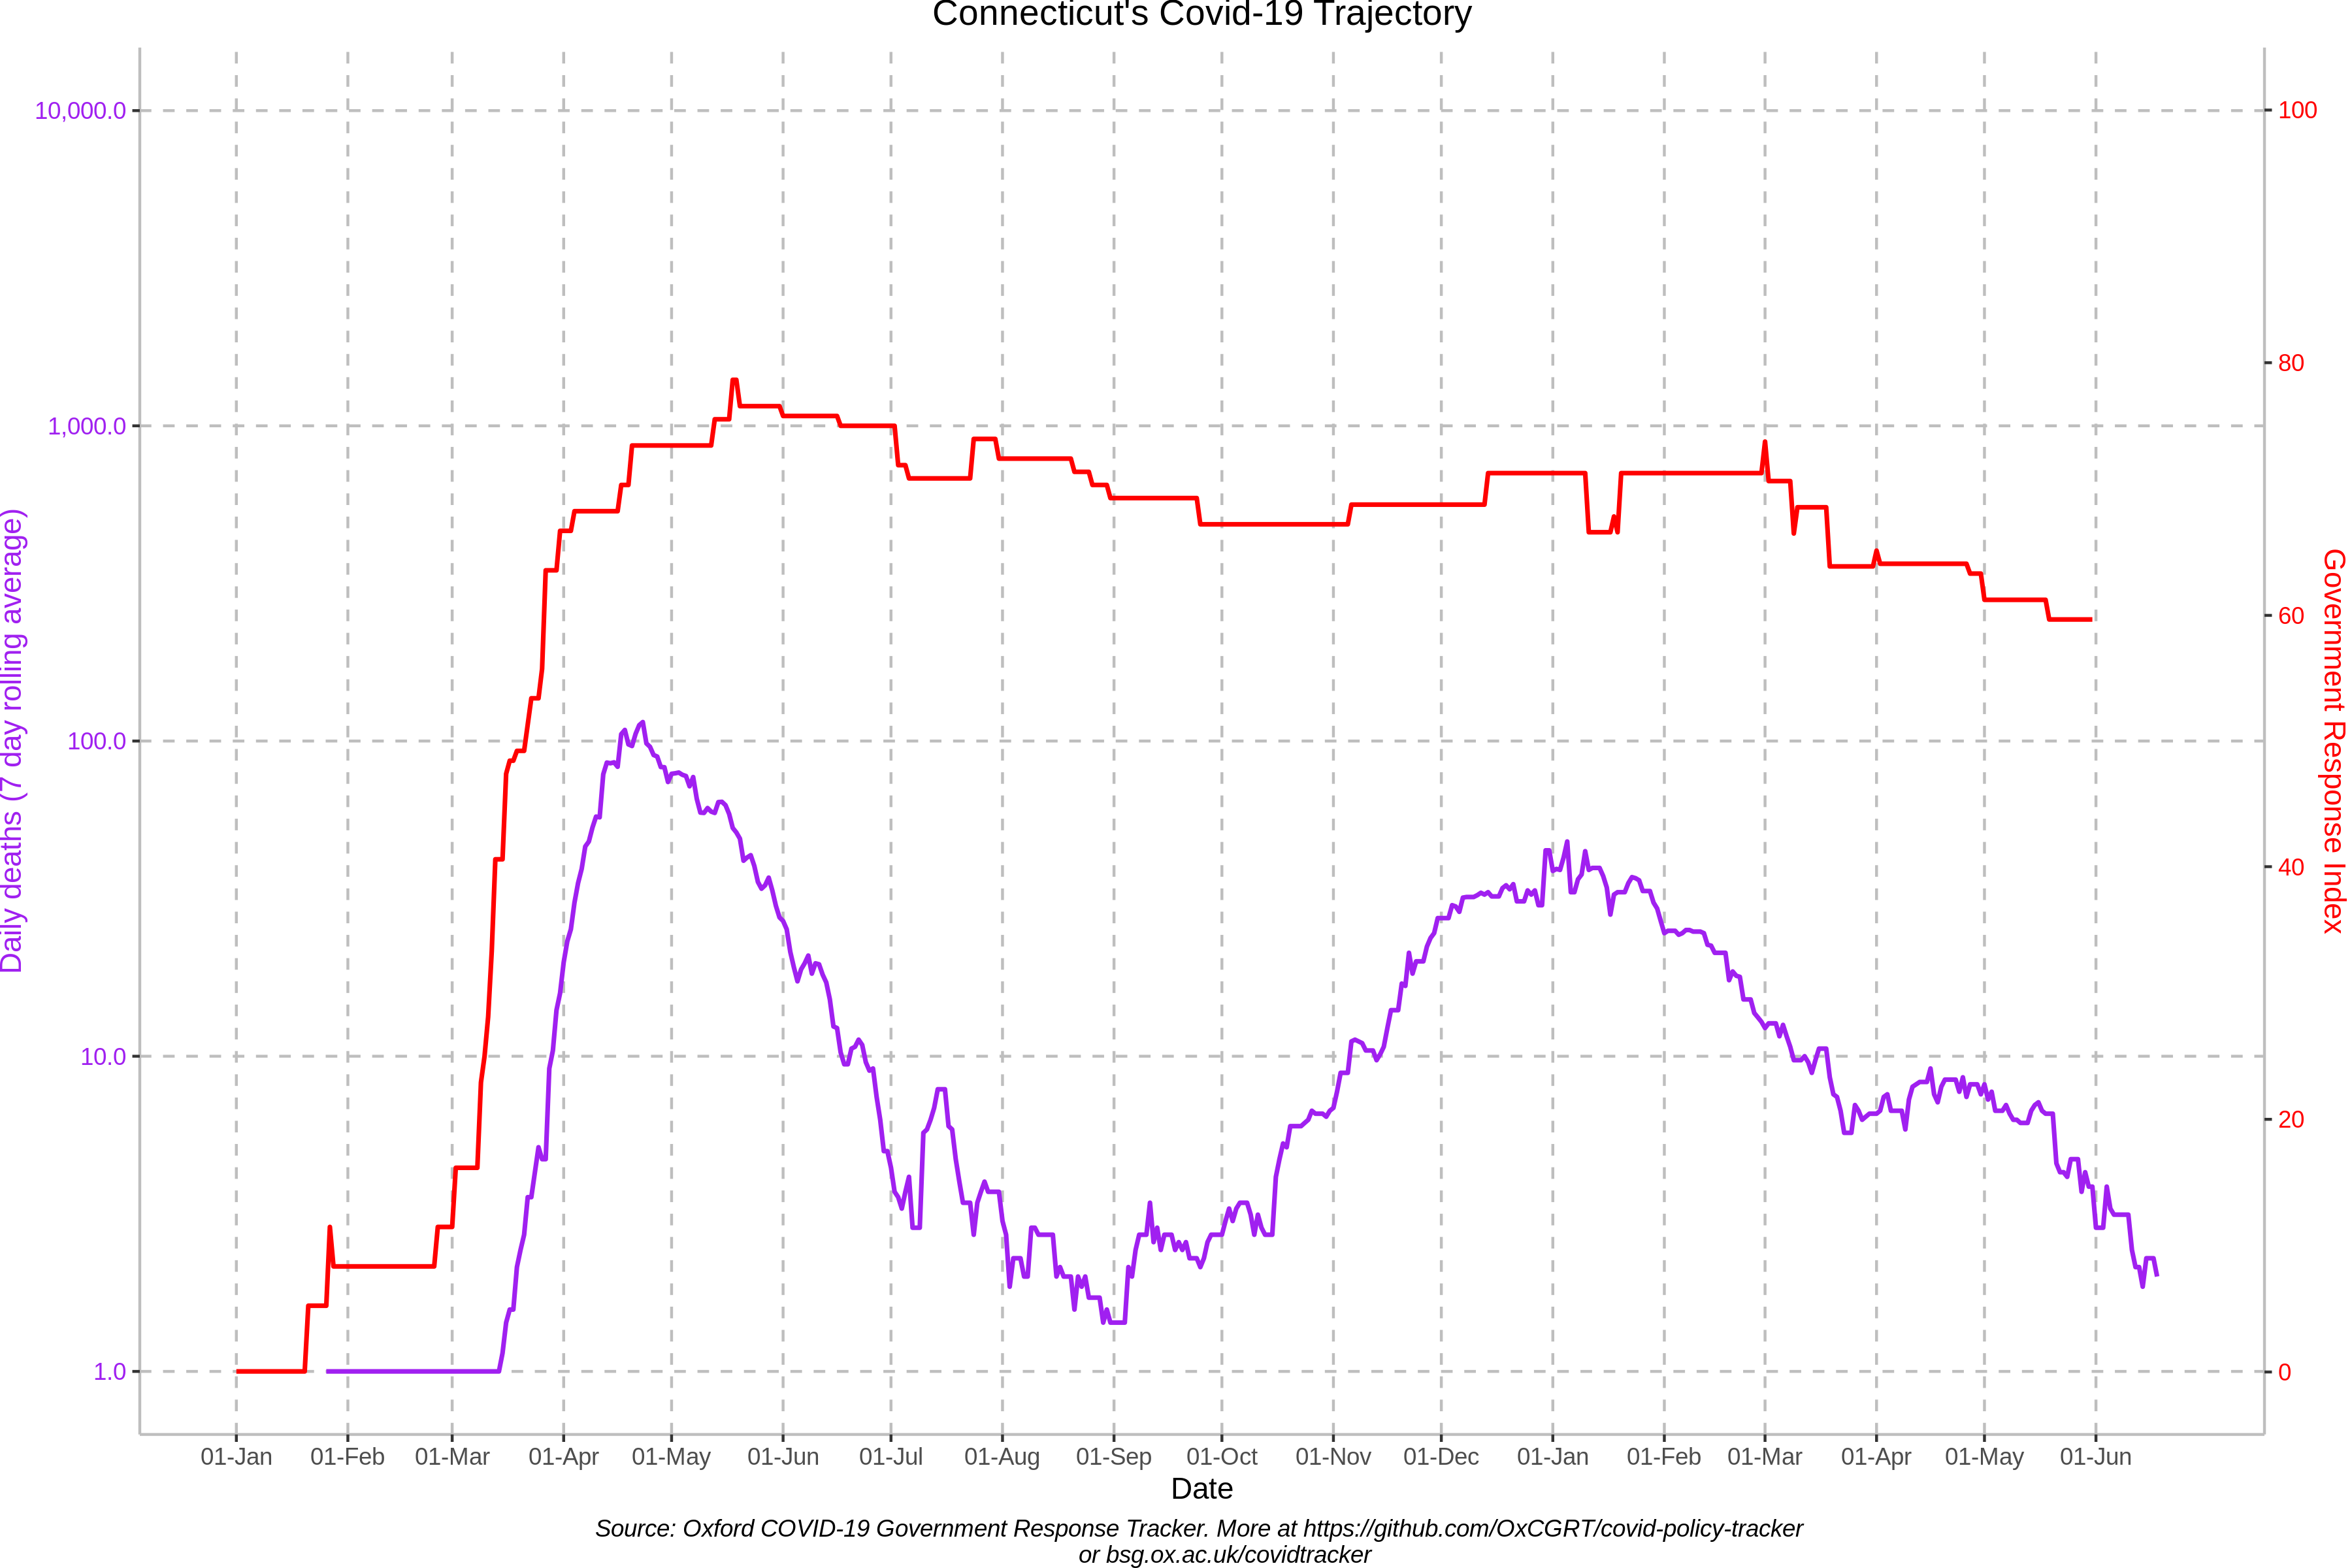 Connecticut's Covid-19 Trajectory
10,000.0
1,000.0
100.0
10.0
1.0
Daily deaths (7 day rolling average)
100
80
60
40
20
0
Government Response Index
01-Jan 01-Feb 01-Mar 01-Apr 01-May 01-Jun 01-Jul 01-Aug 01-Sep 01-Oct 01-Nov 01-Dec 01-Jan 01-Feb 01-Mar 01-Apr 01-May 01-Jun
Date
Source: Oxford COVID-19 Government Response Tracker. More at https://github.com/OxCGRT/covid-policy-tracker
or bsg.ox.ac.uk/covidtracker